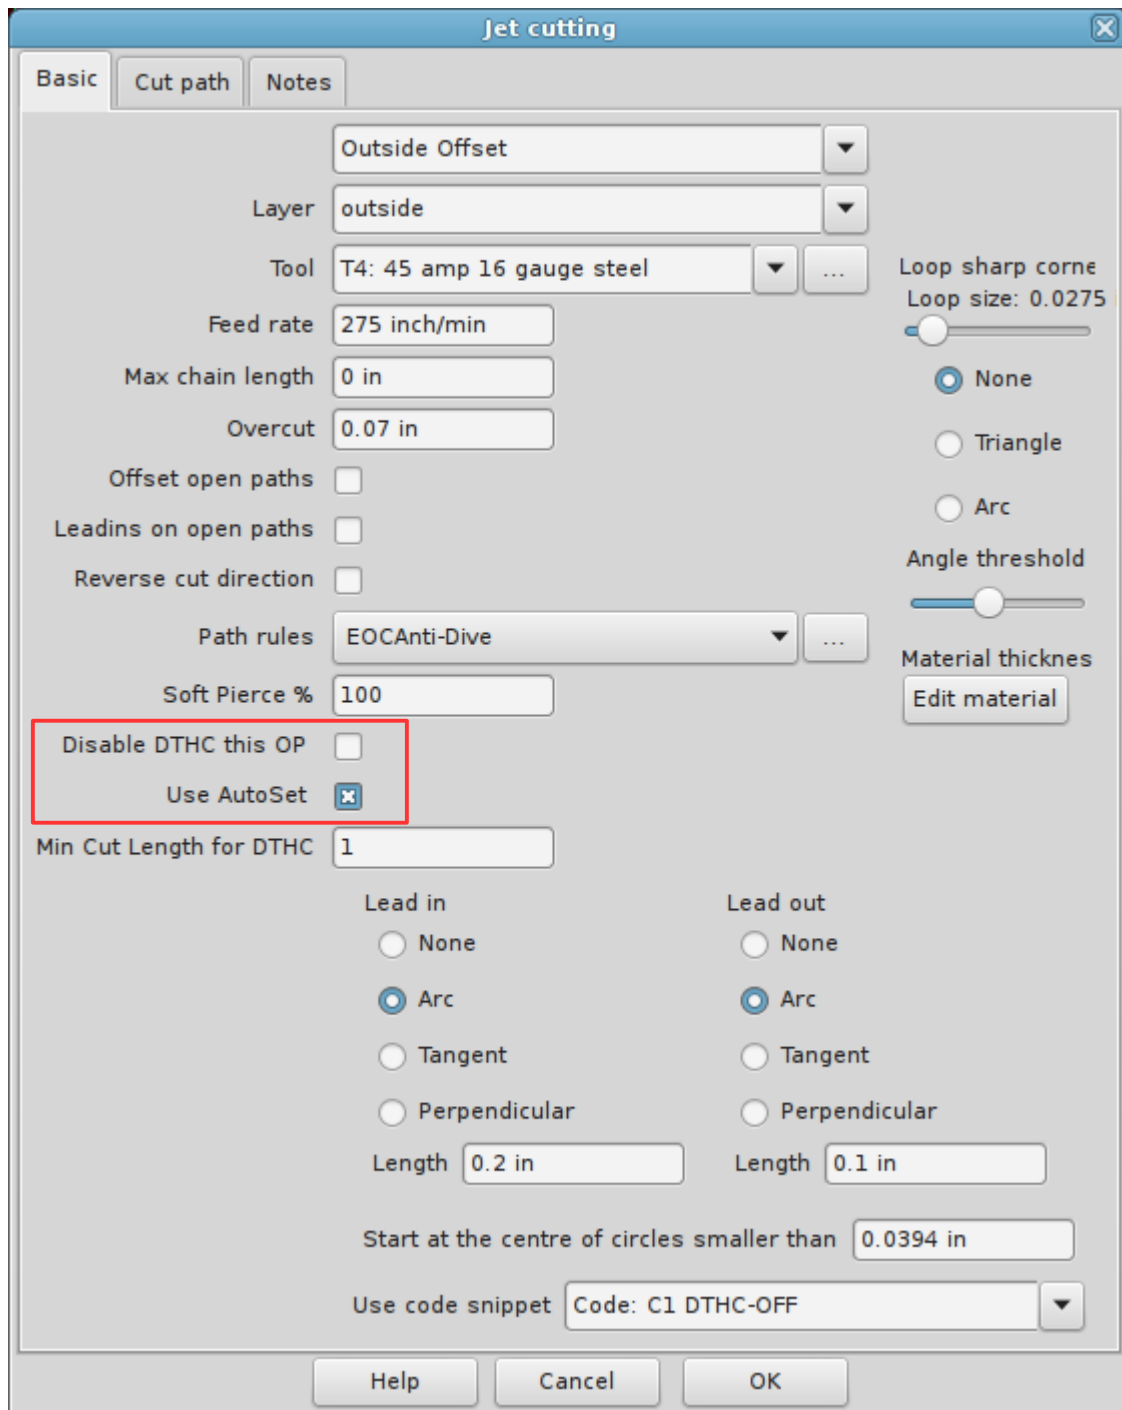 Jet cutting
Basic Cut path Notes
Outside Offset
Layer outside
Tool T4: 45 amp 16 gauge steel ...
Loop sharp corne
Loop size: 0.0275
Feed rate 275 inch/min
Max chain length 0 in
None
Overcut 0.07 in
Triangle
Offset open paths
Arc
Leadins on open paths
Angle threshold
Reverse cut direction
Path rules EOCAnti-Dive ...
Material thicknes
Soft Pierce % 100
Edit material
Disable DTHC this OP
Use AutoSet
Min Cut Length for DTHC 1
Lead in Lead out
None None
Arc Arc
Tangent Tangent
Perpendicular Perpendicular
Length 0.2 in Length 0.1 in
Start at the centre of circles smaller than 0.0394 in
Use code snippet Code: C1 DTHC-OFF
Help Cancel OK